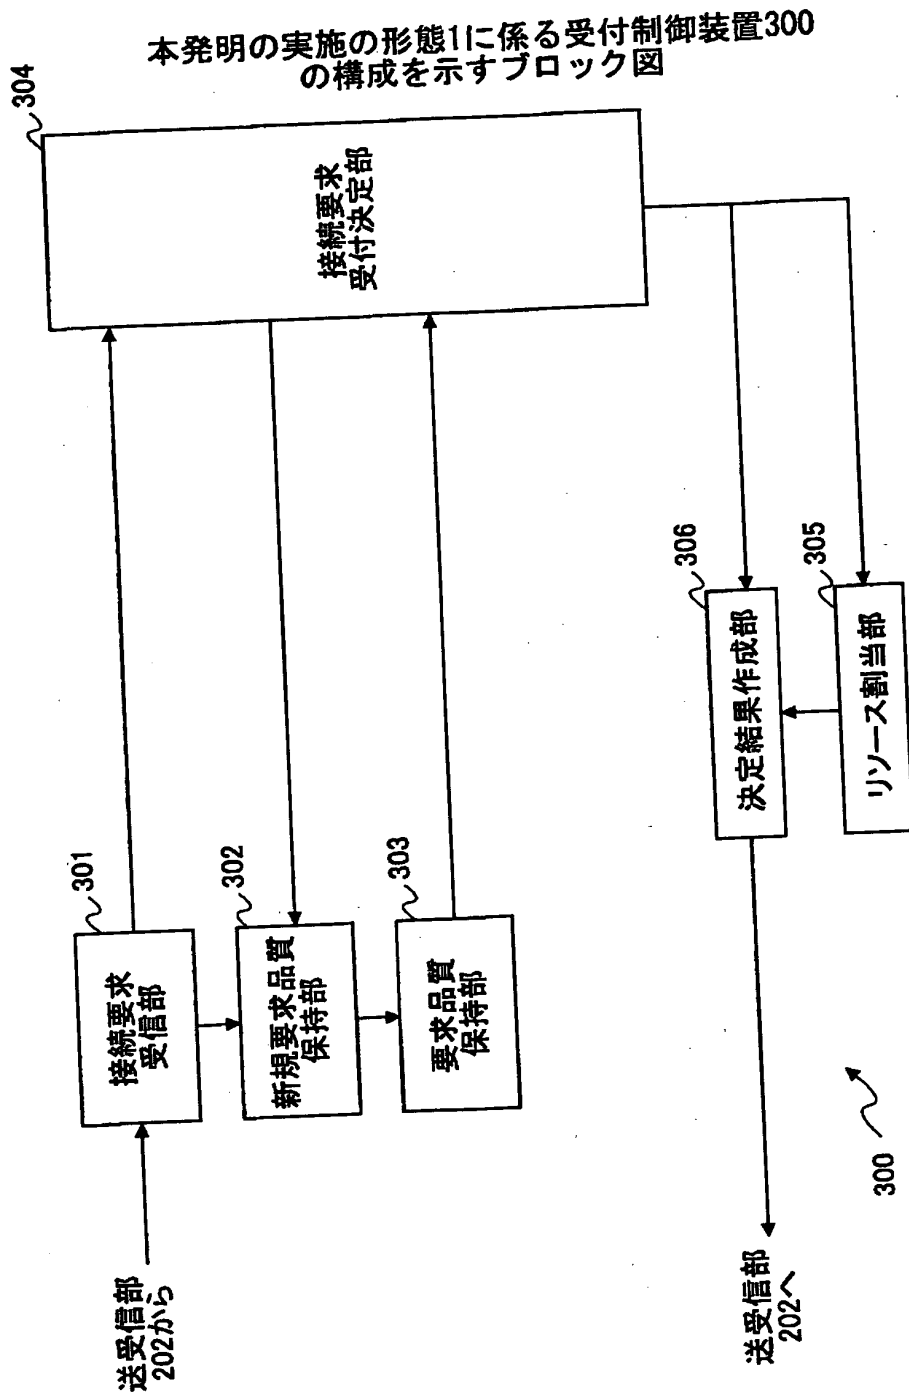 本発明の実施の形態1に係る受付制御装置300
の構成を示すブロック図
304
接続要求
受付決定部
301
接続要求
受信部
302
新規要求品質
保持部
303
要求品質
保持部
306
決定結果作成部
305
リソース割当部
送受信部
202から
送受信部
202へ
300